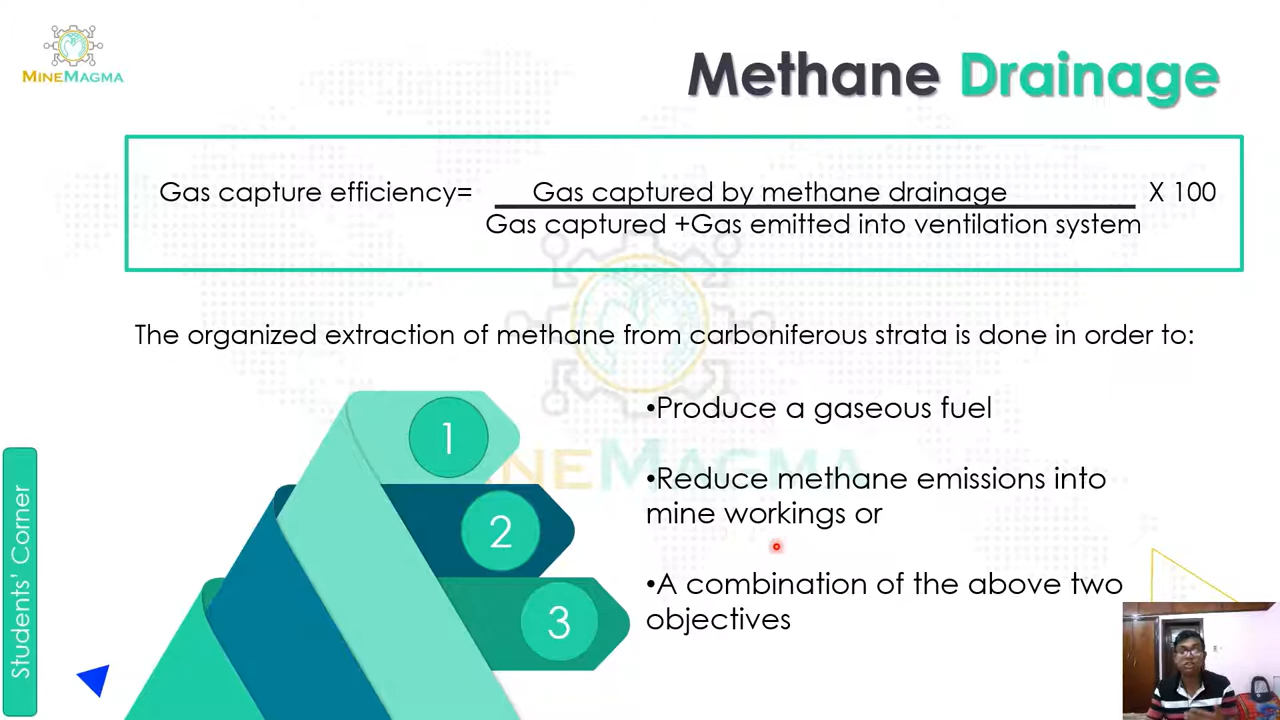 MINEMAGMA
Methane Drainage
Gas capture efficiency= Gas captured by methane drainage X 100
Gas captured +Gas emitted into ventilation system
The organized extraction of methane from carboniferous strata is done in order to:
1
•Produce a gaseous fuel
2
•Reduce methane emissions into
mine workings or
3
•A combination of the above two
objectives
Students' Corner
NEMAGMA